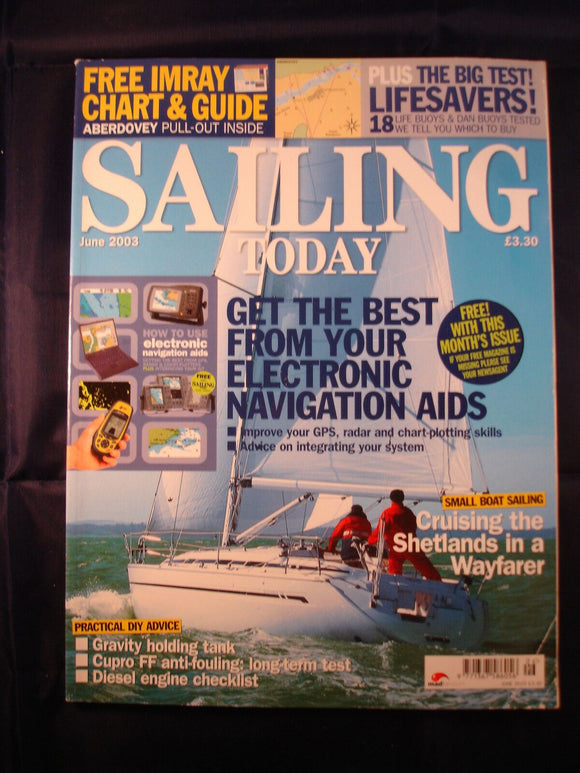 FREE IMRAY
CHART & GUIDE
ABERDOVEY PULL-OUT INSIDE
PLUS THE BIG TEST!
LIFESAVERS!
18 LIFE BUOYS & DAN BUOYS TESTED
WE TELL YOU WHICH TO BUY
SAILING
TODAY
June 2003
£3.30
HOW TO USE
electronic
navigation aids
FREE
SAILING
GET THE BEST
FROM YOUR
ELECTRONIC
NAVIGATION AIDS
Improve your GPS, radar and chart-plotting skills
Advice on integrating your system
FREE!
WITH THIS
MONTH'S ISSUE
IF YOUR FREE MAGAZINE IS
MISSING PLEASE SEE
YOUR NEWSAGENT
SMALL BOAT SAILING
Cruising the
Shetlands in a
Wayfarer
PRACTICAL DIY ADVICE
Gravity holding tank
Cupro FF anti-fouling: long-term test
Diesel engine checklist